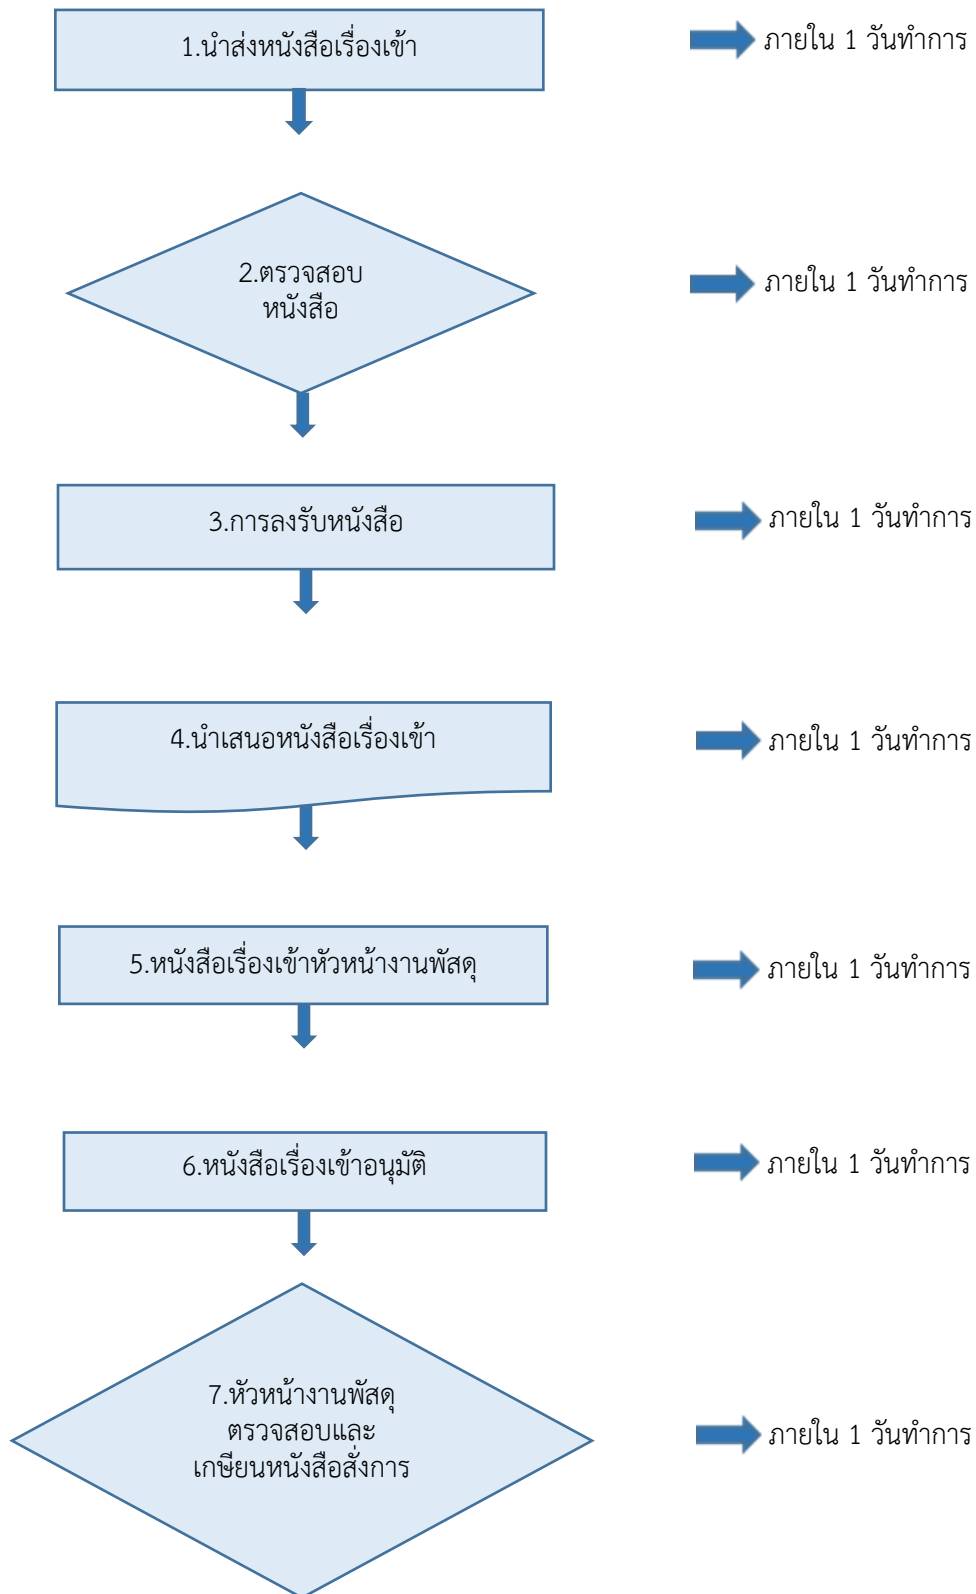 1.นำส่งหนังสือเรื่องเข้า
ภายใน 1 วันทำการ
2.ตรวจสอบ
หนังสือ
ภายใน 1 วันทำการ
3.การลงรับหนังสือ
ภายใน 1 วันทำการ
4.นำเสนอหนังสือเรื่องเข้า
ภายใน 1 วันทำการ
5.หนังสือเรื่องเข้าหัวหน้างานพัสดุ
ภายใน 1 วันทำการ
6.หนังสือเรื่องเข้าอนุมัติ
ภายใน 1 วันทำการ
7.หัวหน้างานพัสดุ
ตรวจสอบและ
เกษียนหนังสือสั่งการ
ภายใน 1 วันทำการ